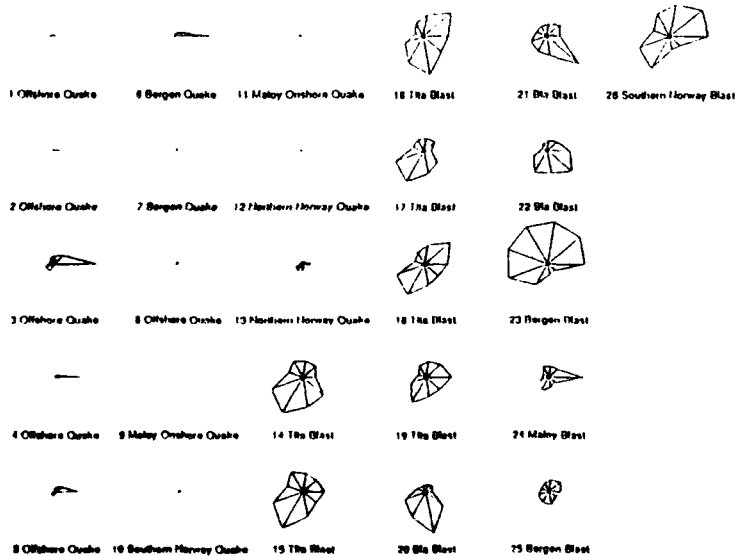 1 Offshore Quake 6 Bergen Quake 11 Maloy Onshore Quake 16 Tita Blast 21 Bla Blast 26 Southern Norway Blast
2 Offshore Quake 7 Bergen Quake 12 Northern Norway Quake 17 Tita Blast 22 Bla Blast
3 Offshore Quake 8 Offshore Quake 13 Northern Norway Quake 18 Tita Blast 23 Bergen Blast
4 Offshore Quake 9 Maloy Onshore Quake 14 Tita Blast 19 Tita Blast 24 Maloy Blast
5 Offshore Quake 10 Southern Norway Quake 15 Tita Blast 20 Bla Blast 25 Bergen Blast